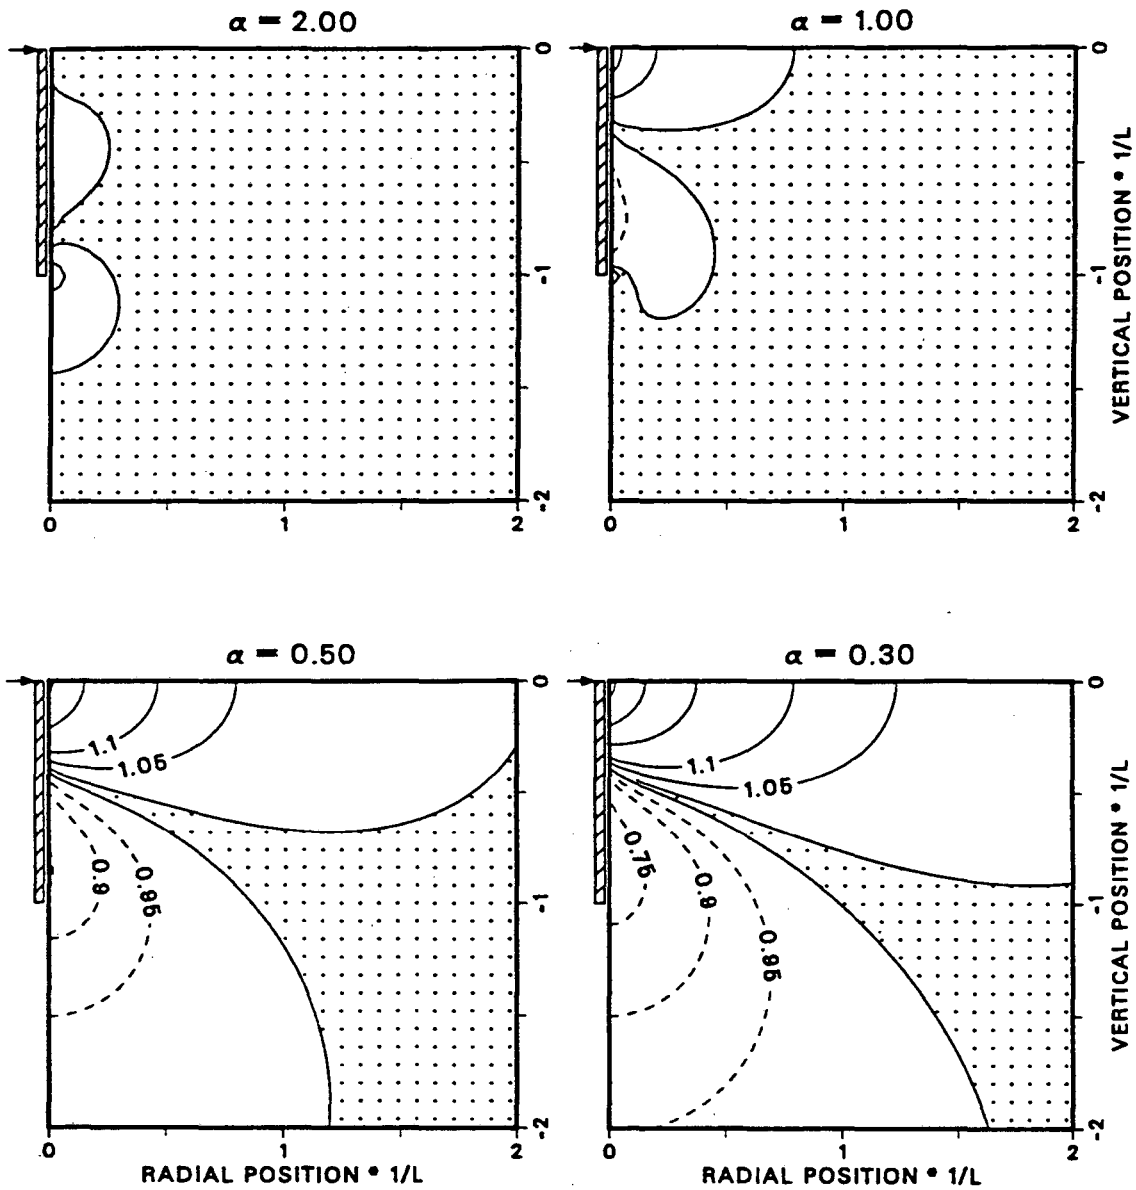 α = 2.00
α = 1.00
0
-1
-2
0 1 2
0
-1
-2
0 1 2
VERTICAL POSITION * 1/L
α = 0.50
α = 0.30
1.1
1.05
0.9
0.95
0
-1
-2
0 1 2
RADIAL POSITION * 1/L
1.1
1.05
0.75
0.9
0.95
0
-1
-2
0 1 2
RADIAL POSITION * 1/L
VERTICAL POSITION * 1/L